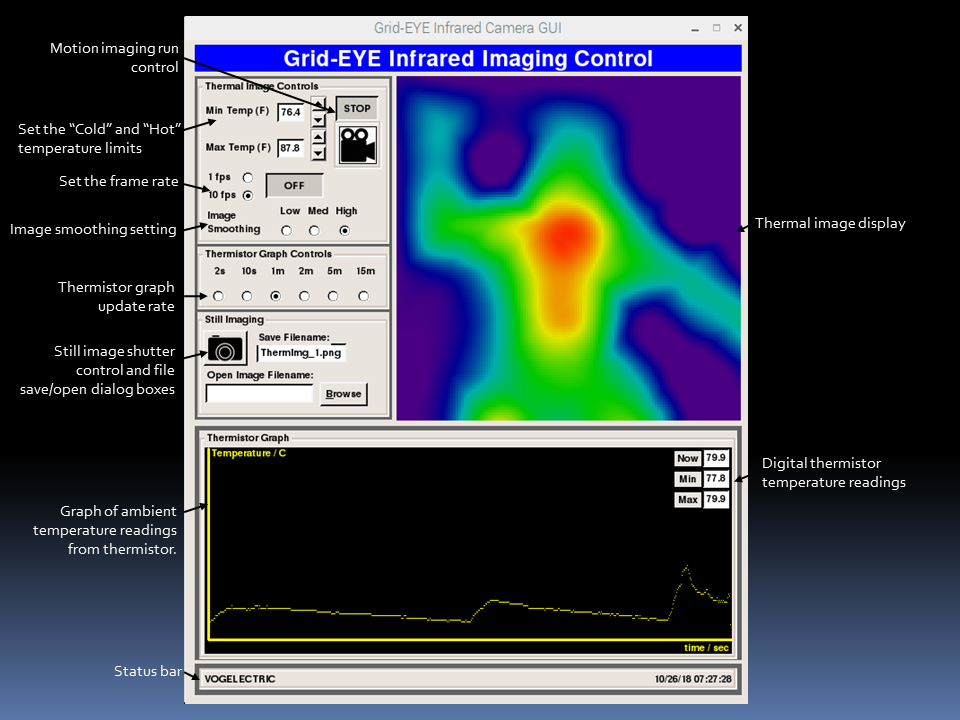 Grid-EYE Infrared Camera GUI
Grid-EYE Infrared Imaging Control
Motion imaging run
control
Set the “Cold” and “Hot”
temperature limits
Set the frame rate
Image smoothing setting
Thermistor graph
update rate
Still image shutter
control and file
save/open dialog boxes
Graph of ambient
temperature readings
from thermistor.
Status bar
Thermal Image Controls
Min Temp (F) 76.4 STOP
Max Temp (F) 87.8
1 fps
10 fps OFF
Image
Smoothing
Low Med High
Thermistor Graph Controls
2s 10s 1m 2m 5m 15m
Still Imaging
Save Filename:
ThermImg_1.png
Open Image Filename:
Browse
Thermal image display
Thermistor Graph
Temperature / C
Now 79.9
Min 77.8
Max 79.9
time / sec
Digital thermistor
temperature readings
VOGELECTRIC 10/26/18 07:27:28